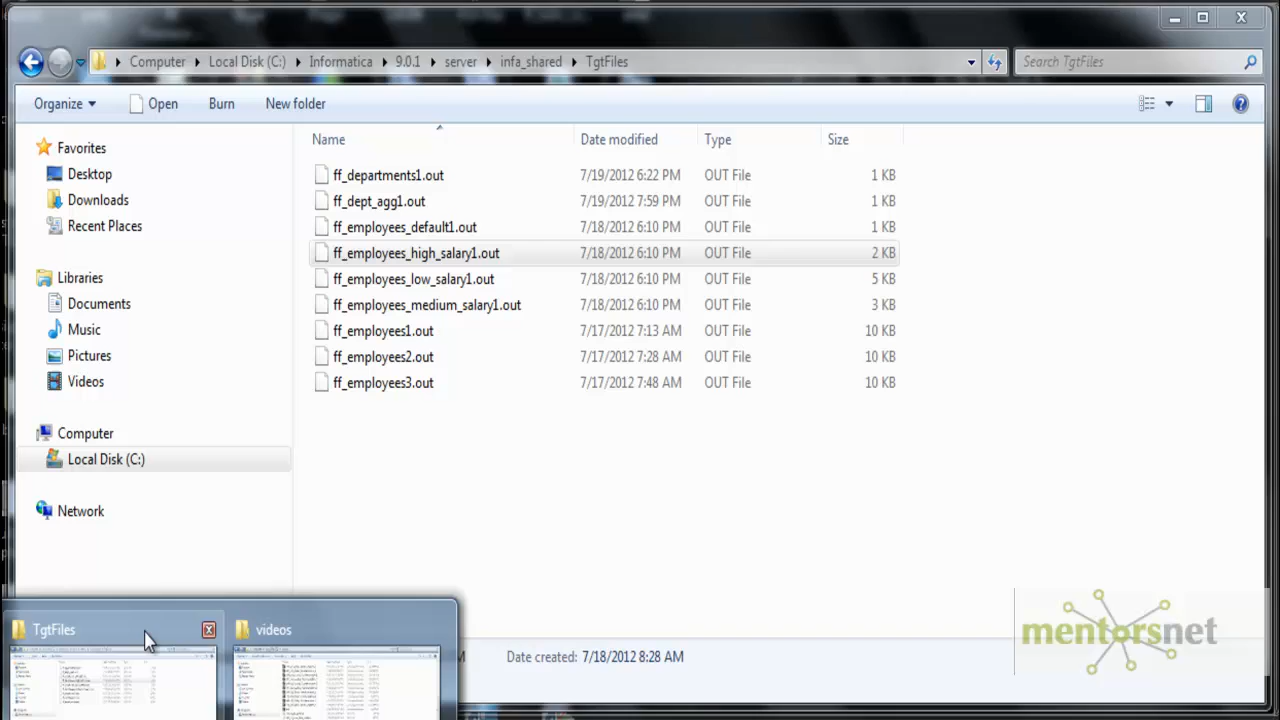 Computer Local Disk (C:) Informatica 9.0.1 server infa_shared TgtFiles Search TgtFiles
Organize Open Burn New folder
Favorites
Desktop
Downloads
Recent Places
Libraries
Documents
Music
Pictures
Videos
Computer
Local Disk (C:)
Network
Name Date modified Type Size
ff_departments1.out 7/19/2012 6:22 PM OUT File 1 KB
ff_dept_agg1.out 7/19/2012 7:59 PM OUT File 1 KB
ff_employees_default1.out 7/18/2012 6:10 PM OUT File 1 KB
ff_employees_high_salary1.out 7/18/2012 6:10 PM OUT File 2 KB
ff_employees_low_salary1.out 7/18/2012 6:10 PM OUT File 5 KB
ff_employees_medium_salary1.out 7/18/2012 6:10 PM OUT File 3 KB
ff_employees1.out 7/17/2012 7:13 AM OUT File 10 KB
ff_employees2.out 7/17/2012 7:28 AM OUT File 10 KB
ff_employees3.out 7/17/2012 7:48 AM OUT File 10 KB
TgtFiles videos
Date created: 7/18/2012 AM
mentorsnet